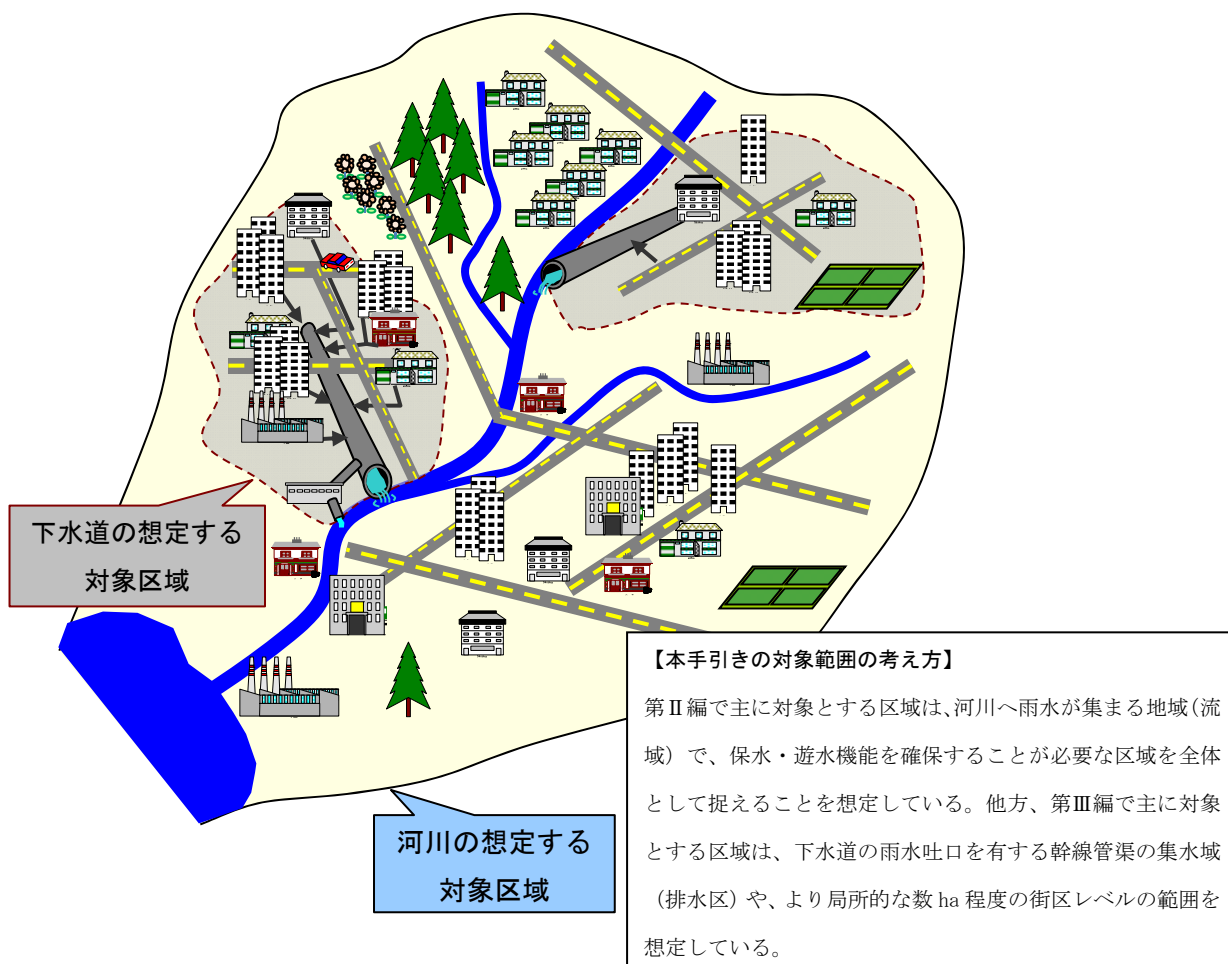 下水道の想定する
対象区域
河川の想定する
対象区域
【本手引きの対象範囲の考え方】
第Ⅱ編で主に対象とする区域は、河川へ雨水が集まる地域(流
域）で、保水・遊水機能を確保することが必要な区域を全体
として捉えることを想定している。他方、第Ⅲ編で主に対象
とする区域は、下水道の雨水吐口を有する幹線管渠の集水域
（排水区）や、より局所的な数 ha 程度の街区レベルの範囲を
想定している。